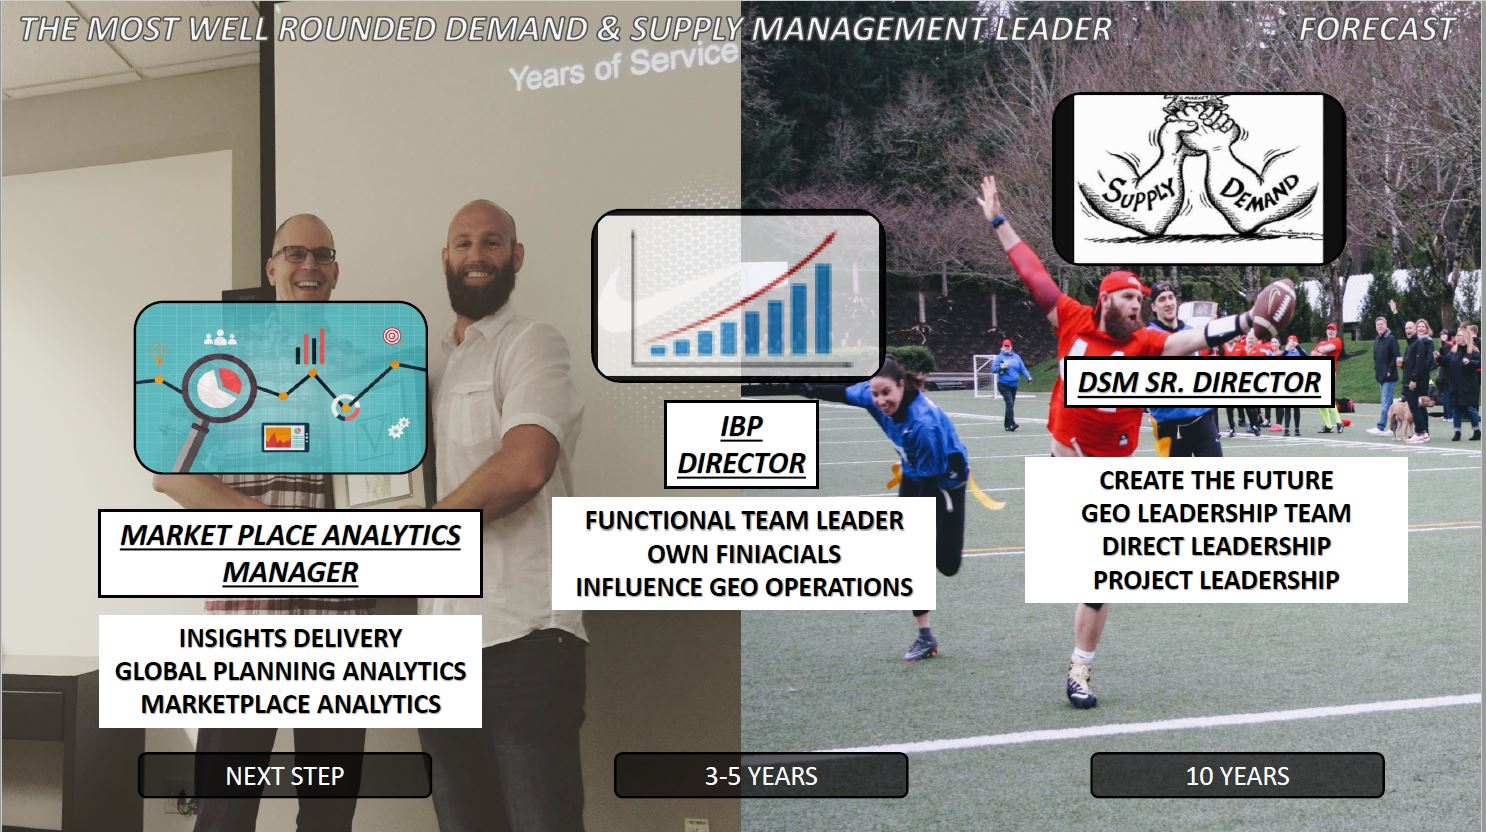 THE MOST WELL ROUNDED DEMAND & SUPPLY MANAGEMENT LEADER
FORECAST
Years of Service
SUPPLY
DEMAND
DSM SR. DIRECTOR
CREATE THE FUTURE
GEO LEADERSHIP TEAM
DIRECT LEADERSHIP
PROJECT LEADERSHIP
IBP
DIRECTOR
FUNCTIONAL TEAM LEADER
OWN FINIACIALS
INFLUENCE GEO OPERATIONS
MARKET PLACE ANALYTICS
MANAGER
INSIGHTS DELIVERY
GLOBAL PLANNING ANALYTICS
MARKETPLACE ANALYTICS
NEXT STEP
3-5 YEARS
10 YEARS